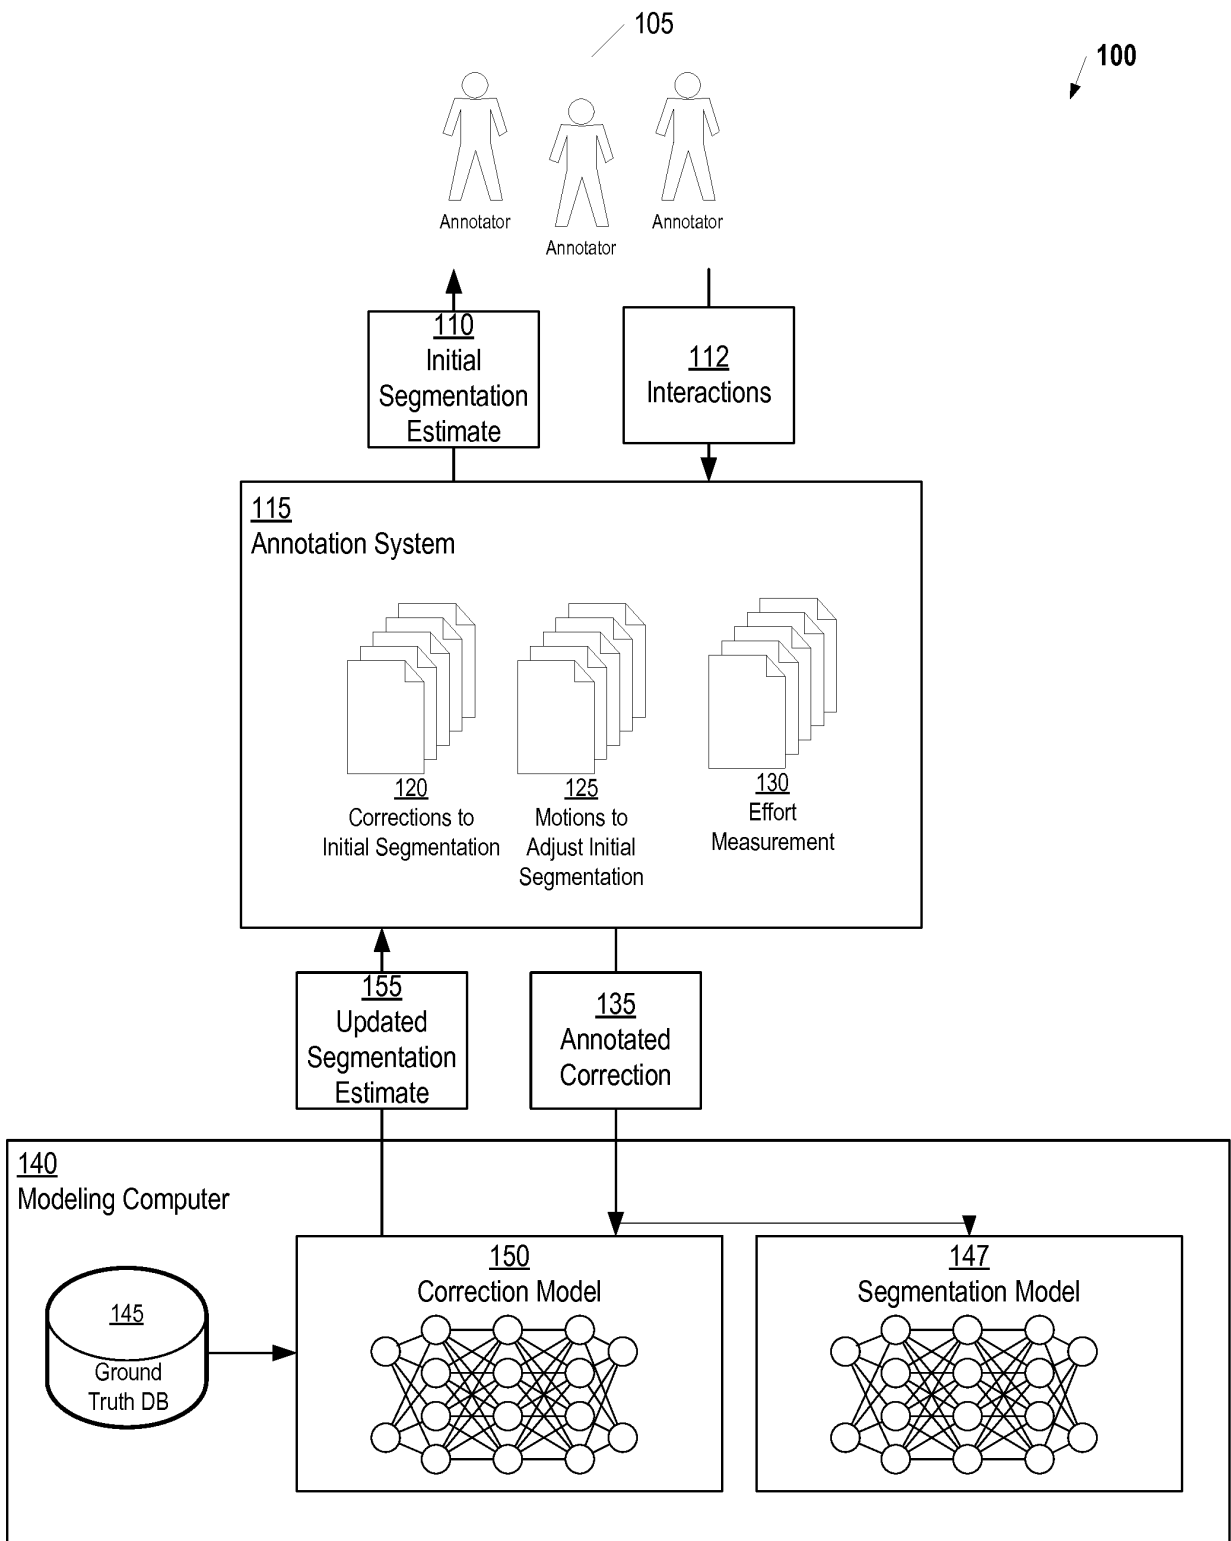 105
100
Annotator
Annotator
Annotator
110
Initial
Segmentation
Estimate
112
Interactions
115
Annotation System
120
Corrections to
Initial Segmentation
125
Motions to
Adjust Initial
Segmentation
130
Effort
Measurement
155
Updated
Segmentation
Estimate
135
Annotated
Correction
140
Modeling Computer
145
Ground
Truth DB
150
Correction Model
147
Segmentation Model